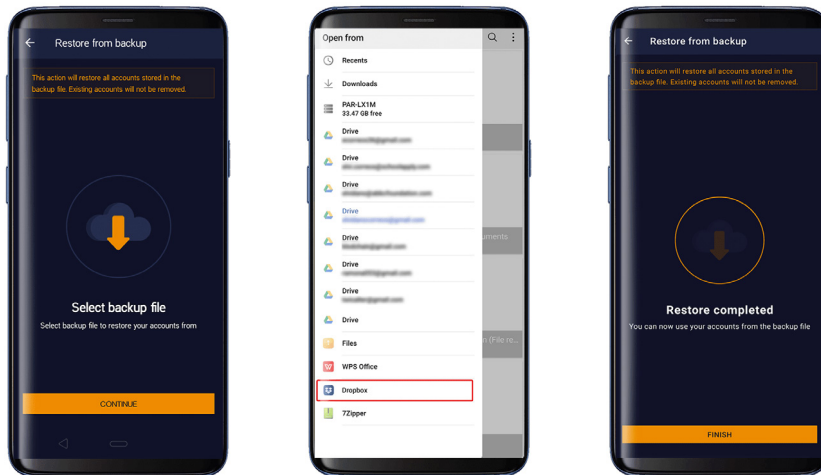 Restore from backup
This action will restore all accounts stored in the
backup file. Existing accounts will not be removed.
Select backup file
Select backup file to restore your accounts from
CONTINUE
Open from
Recents
Downloads
PAR-LX1M
33.47 GB free
Drive
Drive
Drive
Drive
Drive
Drive
Drive
Drive
Files
WPS Office
Dropbox
7Zipper
uments
n (File re...
Restore from backup
This action will restore all accounts stored in the
backup file. Existing accounts will not be removed.
Restore completed
You can now use your accounts from the backup file
FINISH